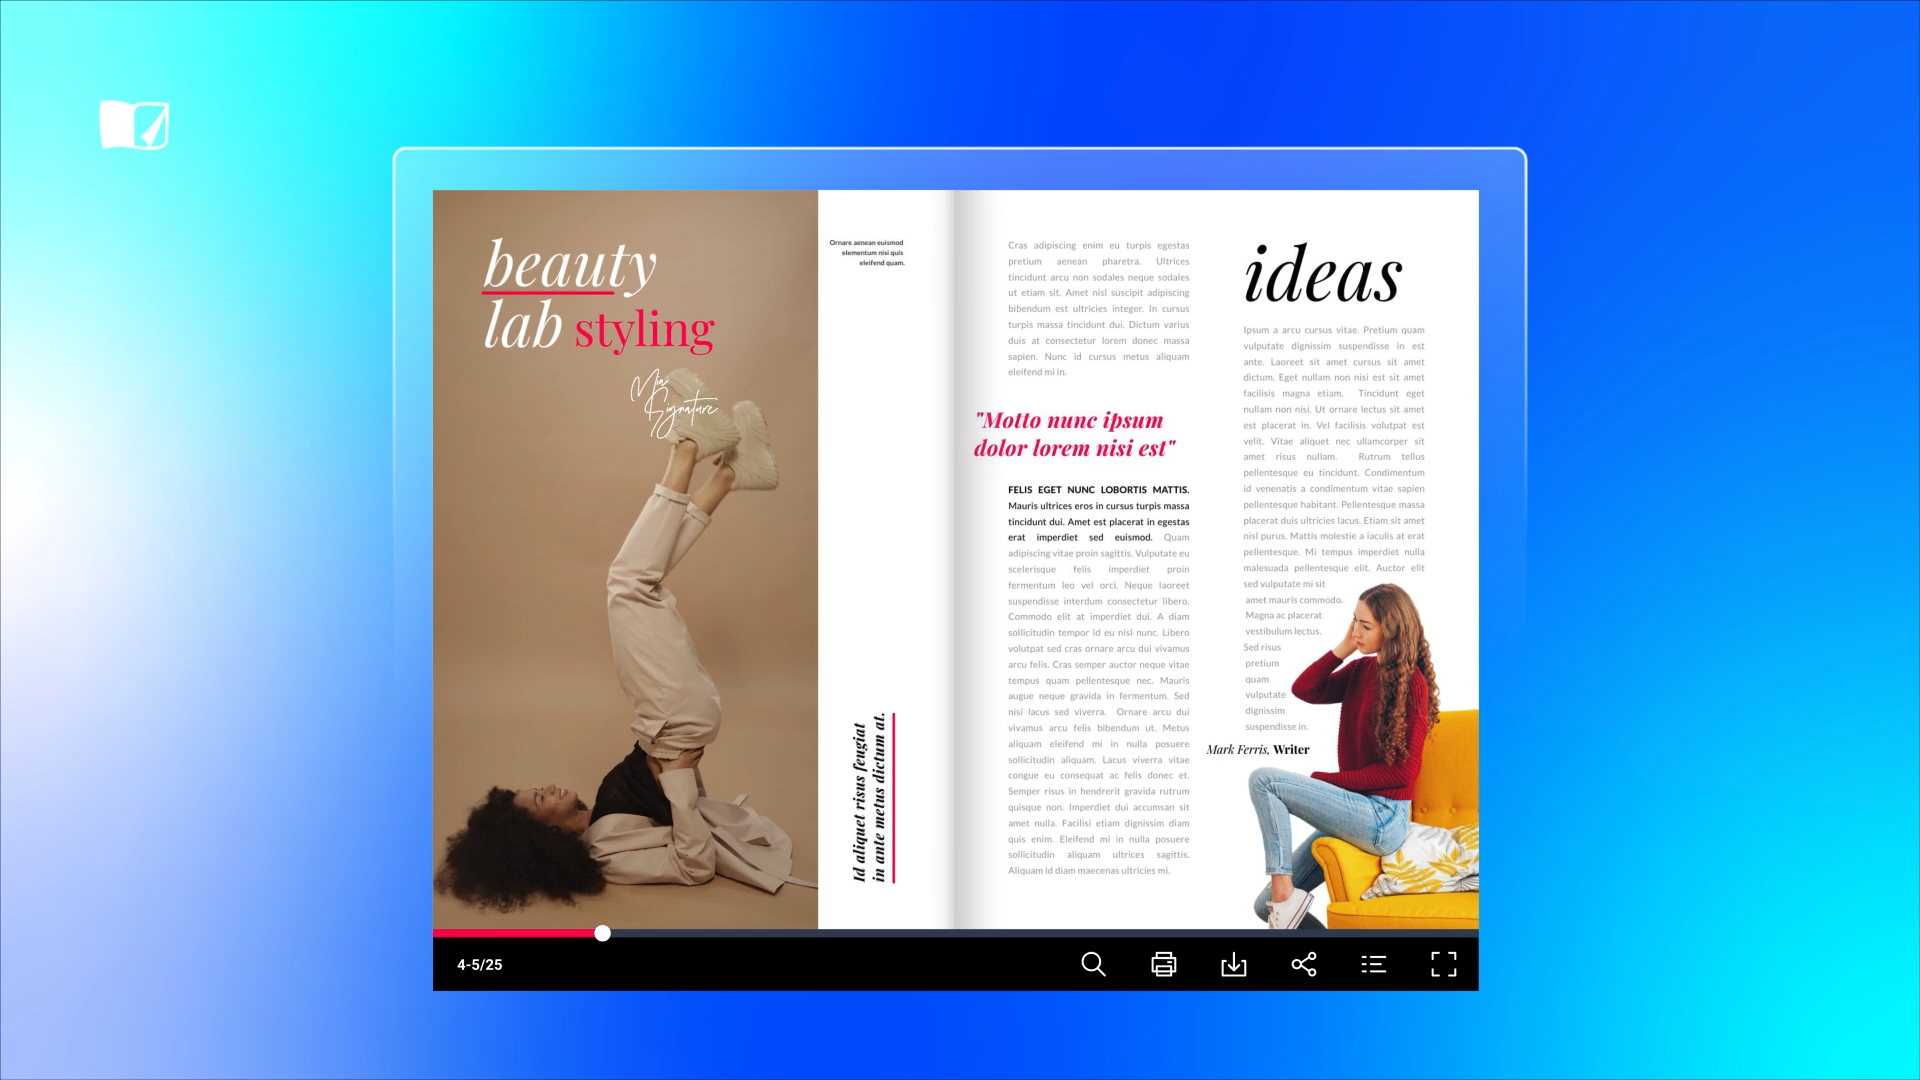 beauty
lab styling
Mia
Signature
Ornare aenean euismod
elementum nisi quis
eleifend quam.
Id aliquet risus feugiat
in ante metus dictum at.
Cras adipiscing enim eu turpis egestas
pretium aenean pharetra. Ultrices
tincidunt arcu non sodales neque sodales
ut etiam sit. Amet nisl suscipit adipiscing
bibendum est ultricies integer. In cursus
turpis massa tincidunt dui. Dictum varius
duis at consectetur lorem donec massa
sapien. Nunc id cursus metus aliquam
eleifend mi in.
"Motto nunc ipsum
dolor lorem nisi est"
FELIS EGET NUNC LOBORTIS MATTIS.
Mauris ultrices eros in cursus turpis massa
tincidunt dui. Amet est placerat in egestas
erat imperdiet sed euismod. Quam
adipiscing vitae proin sagittis. Vulputate eu
scelerisque felis imperdiet proin
fermentum leo vel orci. Neque laoreet
suspendisse interdum consectetur libero.
Commodo elit at imperdiet dui. A diam
sollicitudin tempor id eu nisl nunc. Libero
volutpat sed cras ornare arcu dui vivamus
arcu felis. Cras semper auctor neque vitae
tempus quam pellentesque nec. Mauris
augue neque gravida in fermentum. Sed
nisi lacus sed viverra. Ornare arcu dui
vivamus arcu felis bibendum ut. Metus
aliquam eleifend mi in nulla posuere
sollicitudin aliquam. Lacus viverra vitae
congue eu consequat ac felis donec et.
Semper risus in hendrerit gravida rutrum
quisque non. Imperdiet dui accumsan sit
amet nulla. Facilisi etiam dignissim diam
quis enim. Eleifend mi in nulla posuere
sollicitudin aliquam ultrices sagittis.
Aliquam id diam maecenas ultricies mi.
ideas
Ipsum a arcu cursus vitae. Pretium quam
vulputate dignissim suspendisse in est
ante. Laoreet sit amet cursus sit amet
dictum. Eget nullam non nisi est sit amet
facilisis magna etiam. Tincidunt eget
nullam non nisi. Ut ornare lectus sit amet
est placerat in. Vel facilisis volutpat est
velit. Vitae aliquet nec ullamcorper sit
amet risus nullam. Rutrum tellus
pellentesque eu tincidunt. Condimentum
id venenatis a condimentum vitae sapien
pellentesque habitant. Pellentesque massa
placerat duis ultricies lacus. Etiam sit amet
nisl purus. Mattis molestie a iaculis at erat
pellentesque. Mi tempus imperdiet nulla
malesuada pellentesque elit. Auctor elit
sed vulputate mi sit
amet mauris commodo.
Magna ac placerat
vestibulum lectus.
Sed risus
pretium
quam
vulputate
dignissim
suspendisse in.
Mark Ferris, Writer
4-5/25